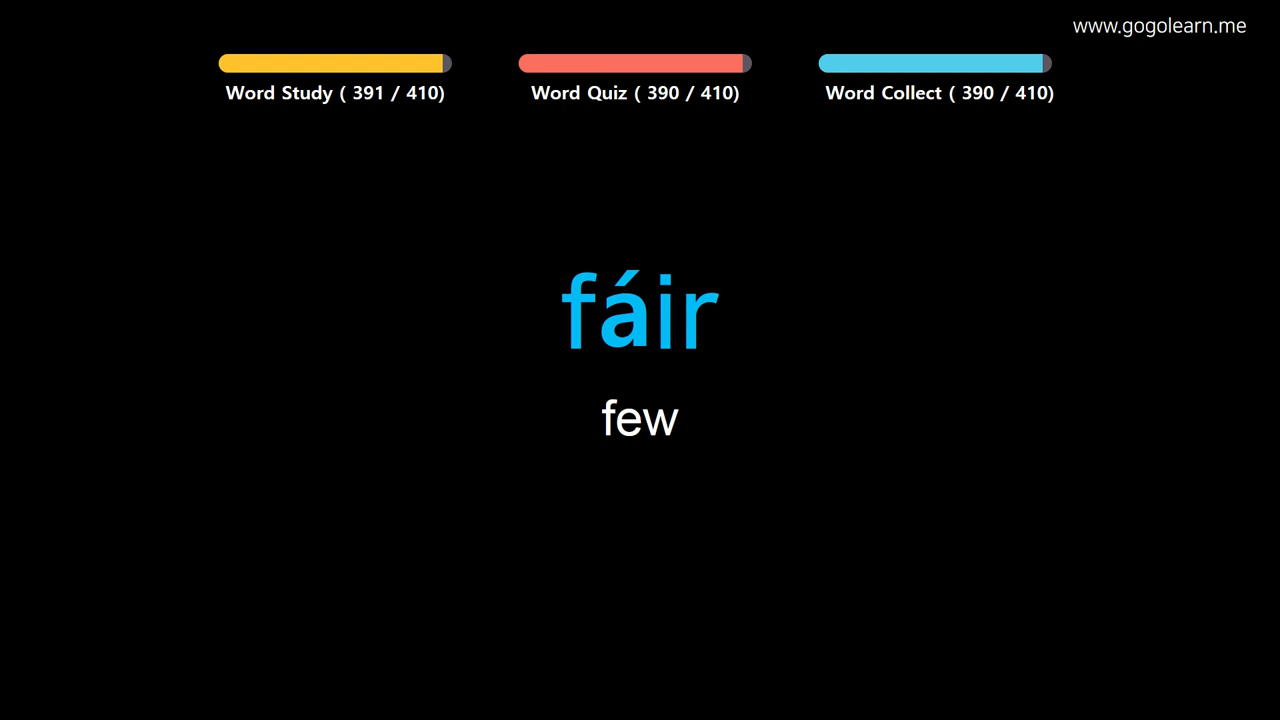 www.gogolearn.me
Word Study ( 391 / 410)
Word Quiz ( 390 / 410)
Word Collect ( 390 / 410)
fáir
few